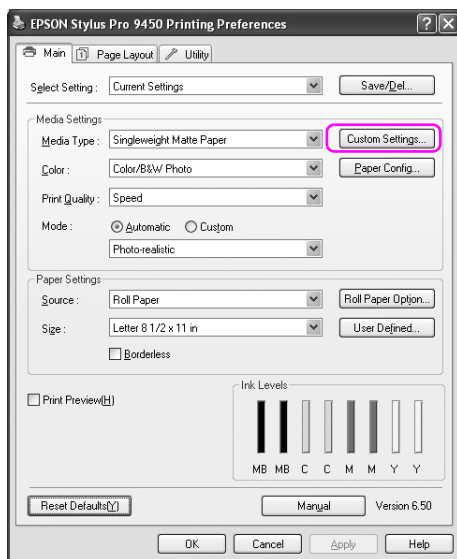 EPSON Stylus Pro 9450 Printing Preferences
Main Page Layout Utility
Select Setting : Current Settings Save/Del...
Media Settings
Media Type : Singleweight Matte Paper Custom Settings...
Color : Color/B&W Photo Paper Config...
Print Quality : Speed
Mode : Automatic Custom
Photo-realistic
Paper Settings
Source : Roll Paper Roll Paper Option...
Size : Letter 8 1/2 x 11 in User Defined...
Borderless
Print Preview(H)
Ink Levels
MB MB C C M M Y Y
Reset Defaults(Y) Manual Version 6.50
OK Cancel Apply Help